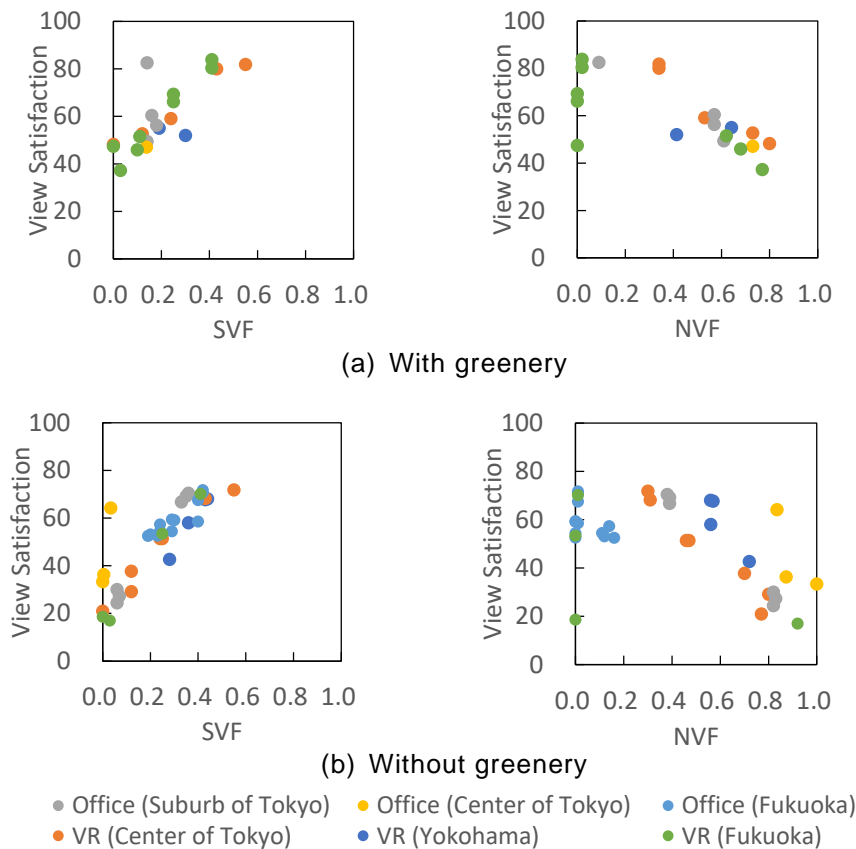 100
80
60
40
20
0
View Satisfaction
0.0 0.2 0.4 0.6 0.8 1.0
SVF
100
80
60
40
20
0
View Satisfaction
0.0 0.2 0.4 0.6 0.8 1.0
NVF
(a) With greenery
100
80
60
40
20
0
View Satisfaction
0.0 0.2 0.4 0.6 0.8 1.0
SVF
100
80
60
40
20
0
View Satisfaction
0.0 0.2 0.4 0.6 0.8 1.0
NVF
(b) Without greenery
Office (Suburb of Tokyo) Office (Center of Tokyo) Office (Fukuoka)
VR (Center of Tokyo) VR (Yokohama) VR (Fukuoka)